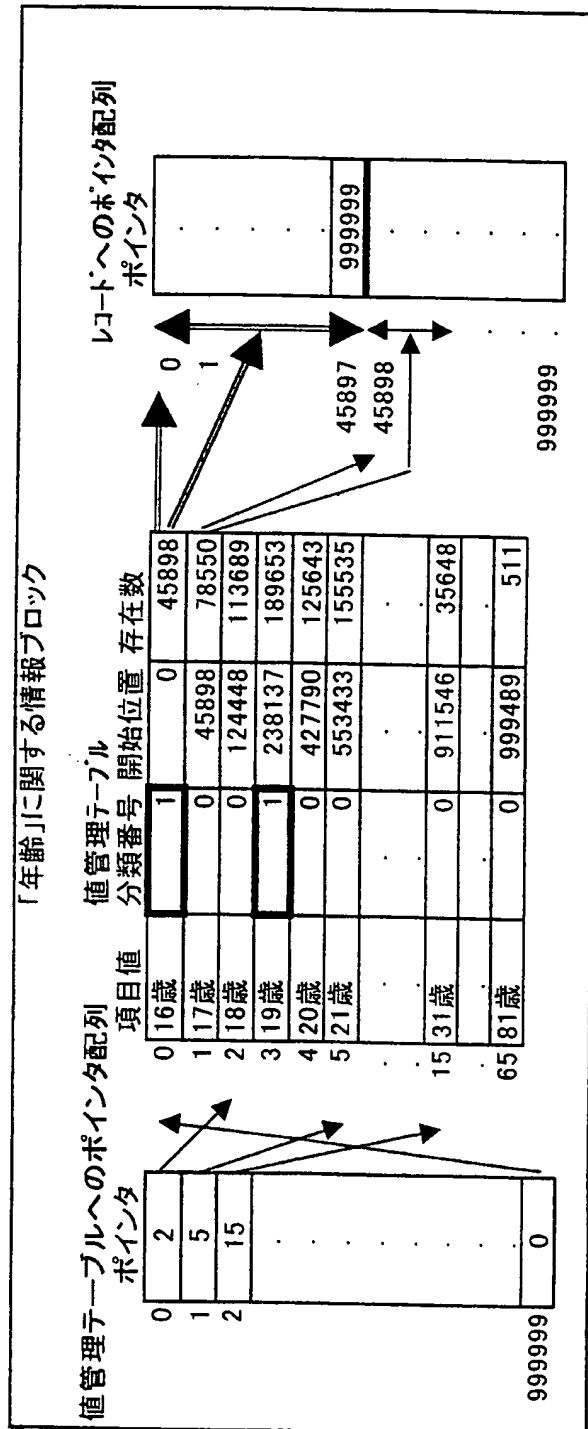 「年齢」に関する情報ブロック
値管理テーブルへのポインタ配列
ポインタ
0 2
1 5
2 15
999999 0
値管理テーブル
項目値 分類番号 開始位置 存在数
0 16歳 1 0 45898
1 17歳 0 45898 78550
2 18歳 0 124448 113689
3 19歳 1 238137 189653
4 20歳 0 427790 125643
5 21歳 0 553433 155535
15 31歳 0 911546 35648
65 81歳 0 999489 511
レコードへのポインタ配列
ポインタ
0
1
45897 999999
45898
999999